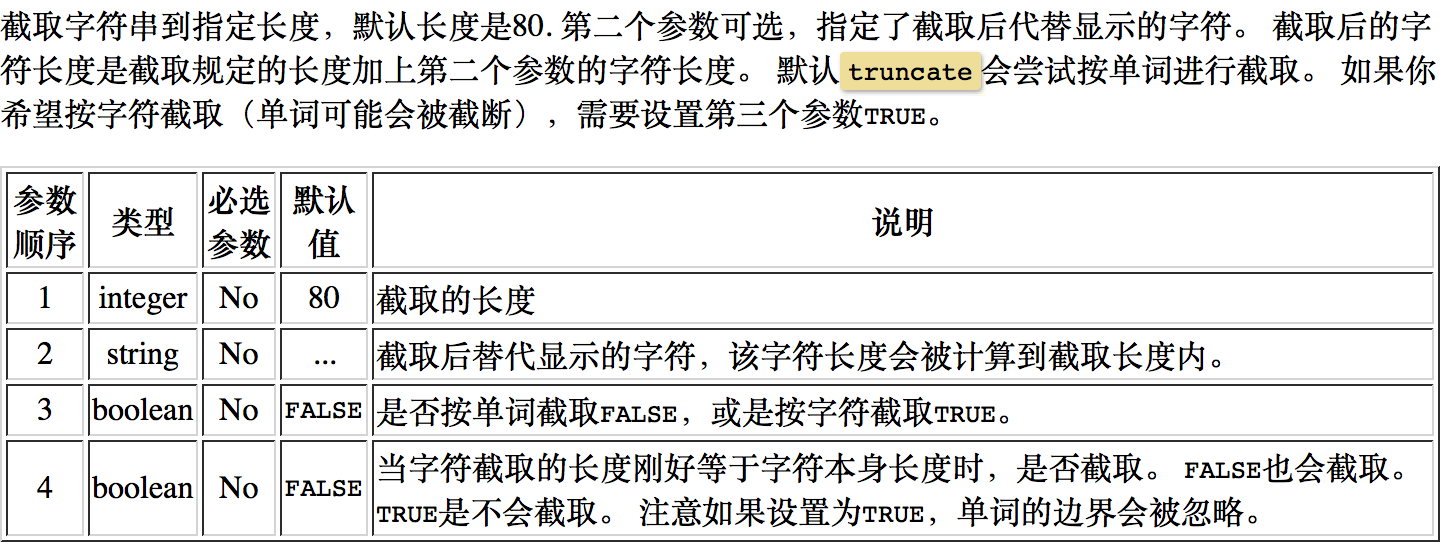 截取字符串到指定长度，默认长度是80. 第二个参数可选，指定了截取后代替显示的字符。 截取后的字
符长度是截取规定的长度加上第二个参数的字符长度。 默认truncate会尝试按单词进行截取。 如果你
希望按字符截取（单词可能会被截断），需要设置第三个参数TRUE。
参数顺序 类型 必选参数 默认值 说明
1 integer No 80 截取的长度
2 string No ... 截取后替代显示的字符，该字符长度会被计算到截取长度内。
3 boolean No FALSE 是否按单词截取FALSE，或是按字符截取TRUE。
4 boolean No FALSE 当字符截取的长度刚好等于字符本身长度时，是否截取。 FALSE也会截取。
TRUE是不会截取。 注意如果设置为TRUE，单词的边界会被忽略。